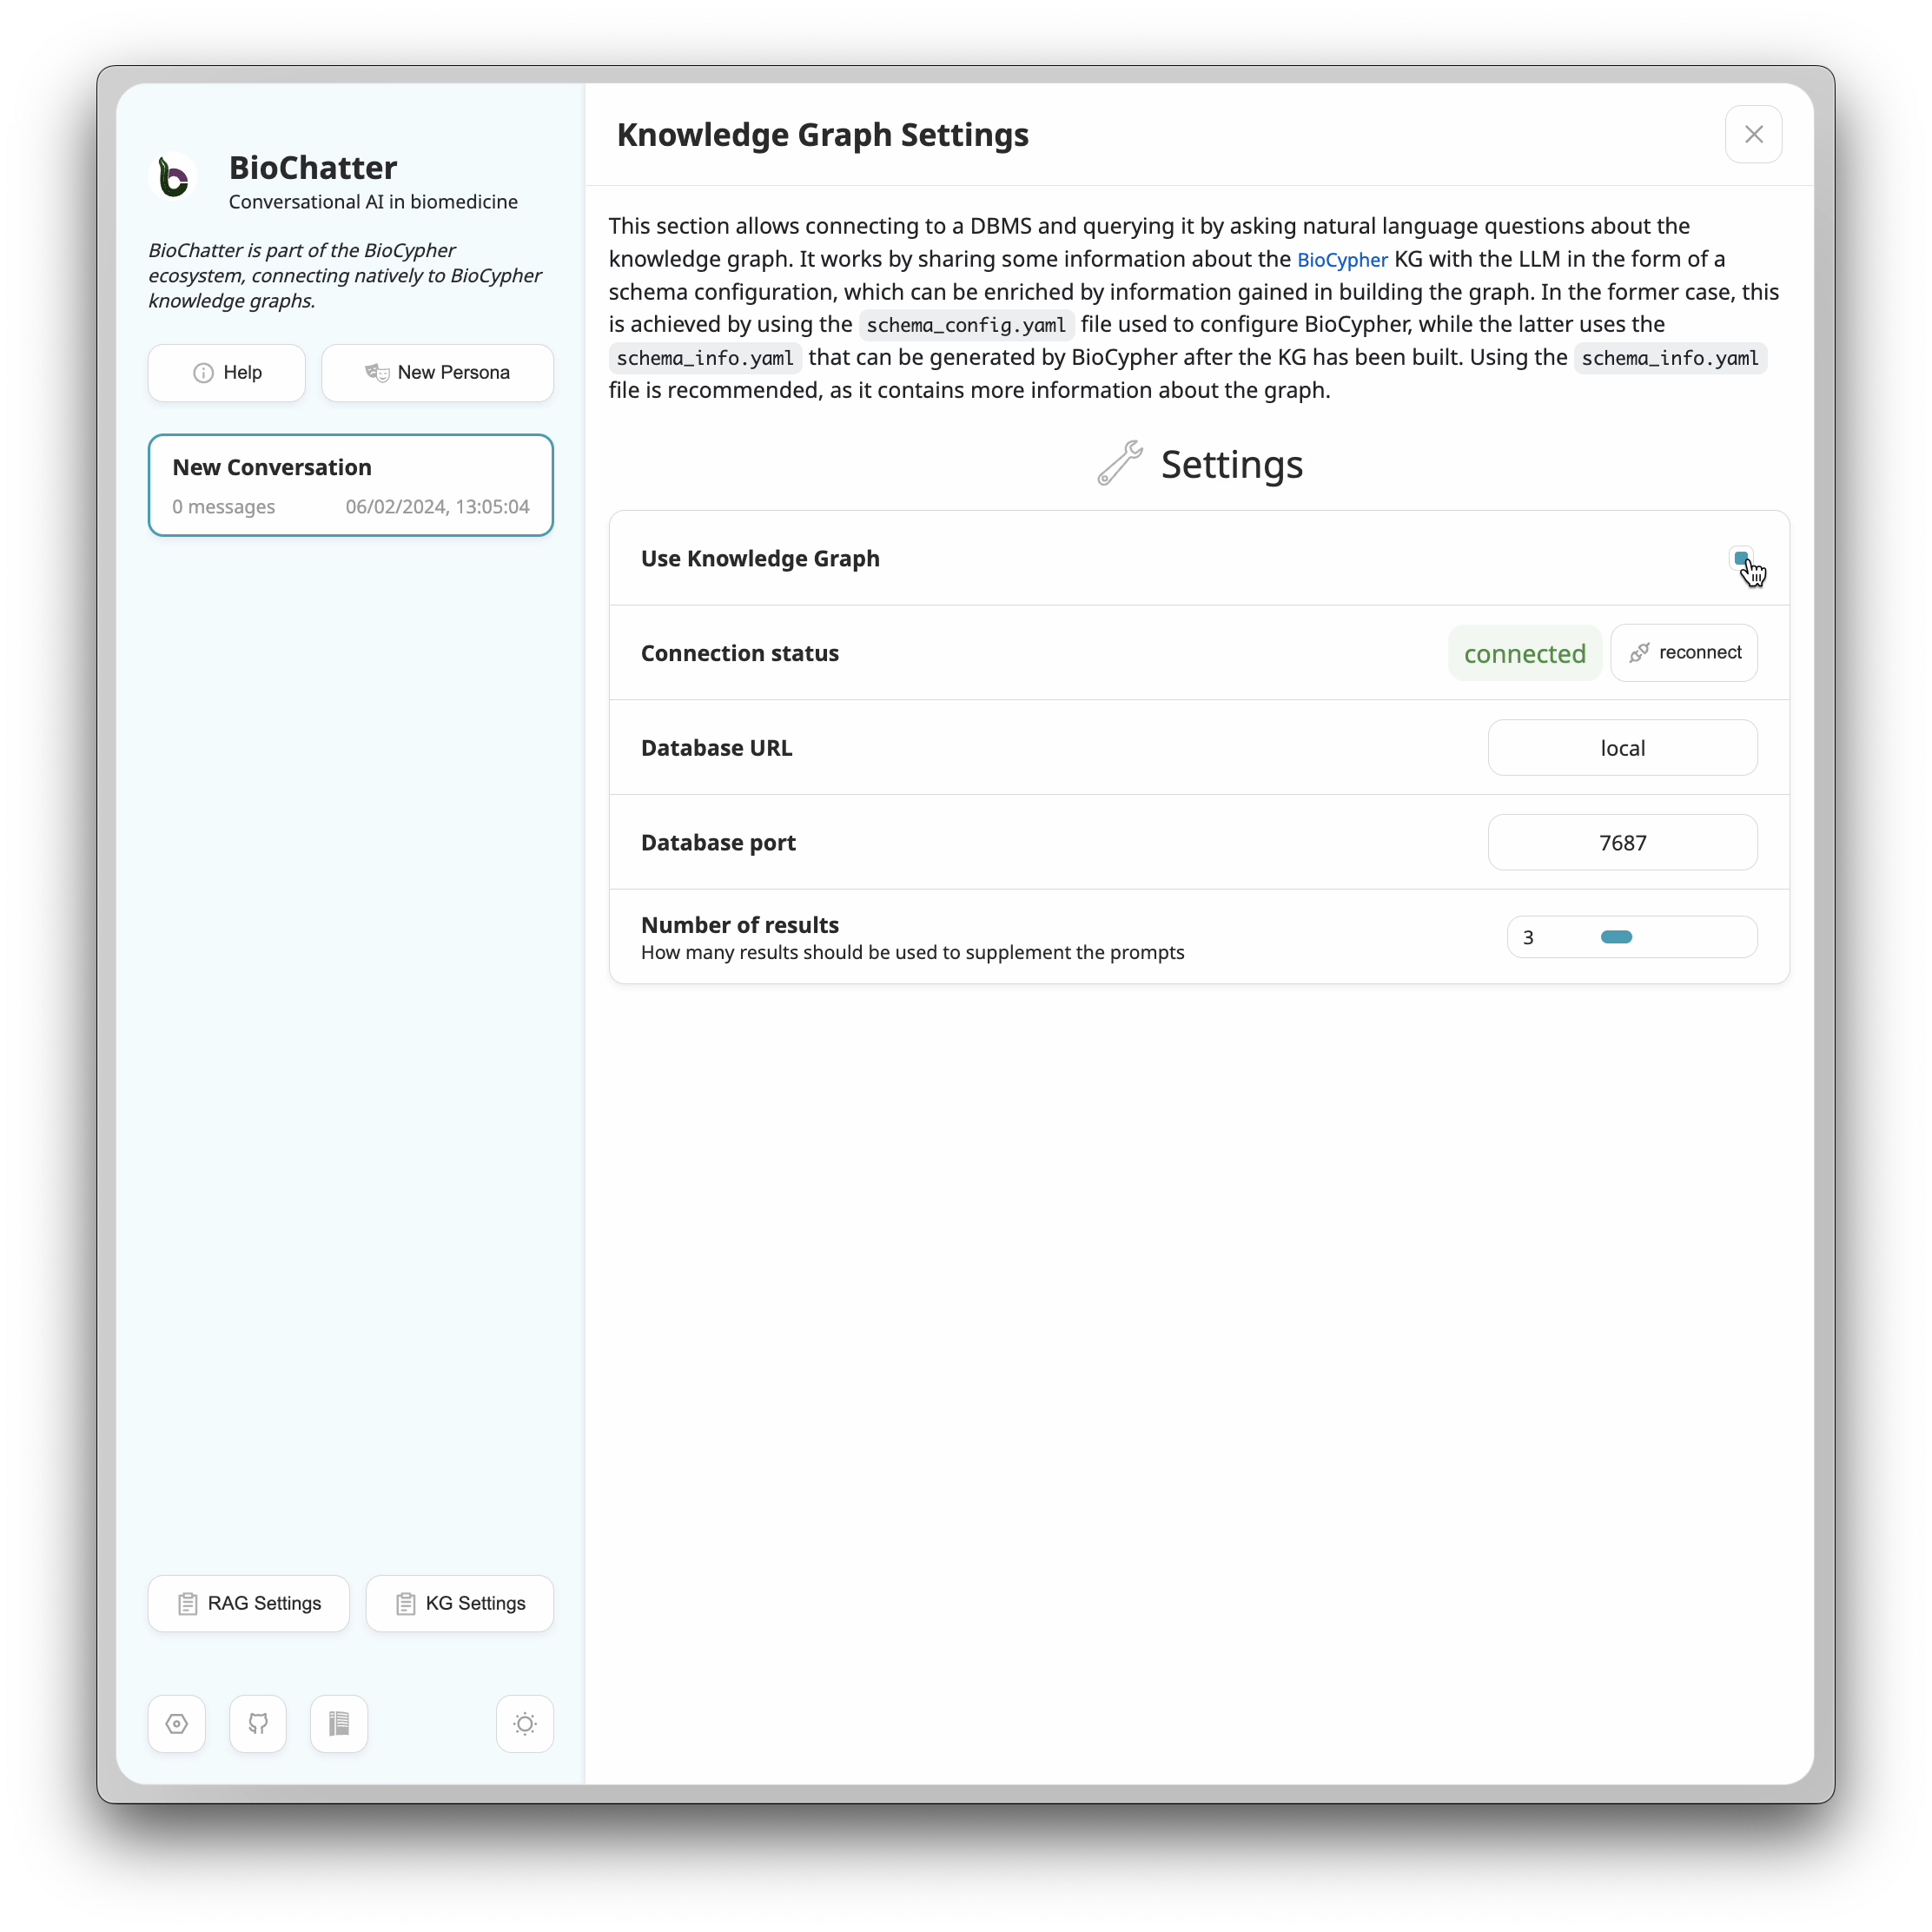 BioChatter
Conversational AI in biomedicine
BioChatter is part of the BioCypher
ecosystem, connecting natively to BioCypher
knowledge graphs.
Help
New Persona
New Conversation
0 messages 06/02/2024, 13:05:04
RAG Settings
KG Settings
Knowledge Graph Settings
This section allows connecting to a DBMS and querying it by asking natural language questions about the
knowledge graph. It works by sharing some information about the BioCypher KG with the LLM in the form of a
schema configuration, which can be enriched by information gained in building the graph. In the former case, this
is achieved by using the schema_config.yaml file used to configure BioCypher, while the latter uses the
schema_info.yaml that can be generated by BioCypher after the KG has been built. Using the schema_info.yaml
file is recommended, as it contains more information about the graph.
Settings
Use Knowledge Graph
Connection status connected reconnect
Database URL local
Database port 7687
Number of results
How many results should be used to supplement the prompts
3